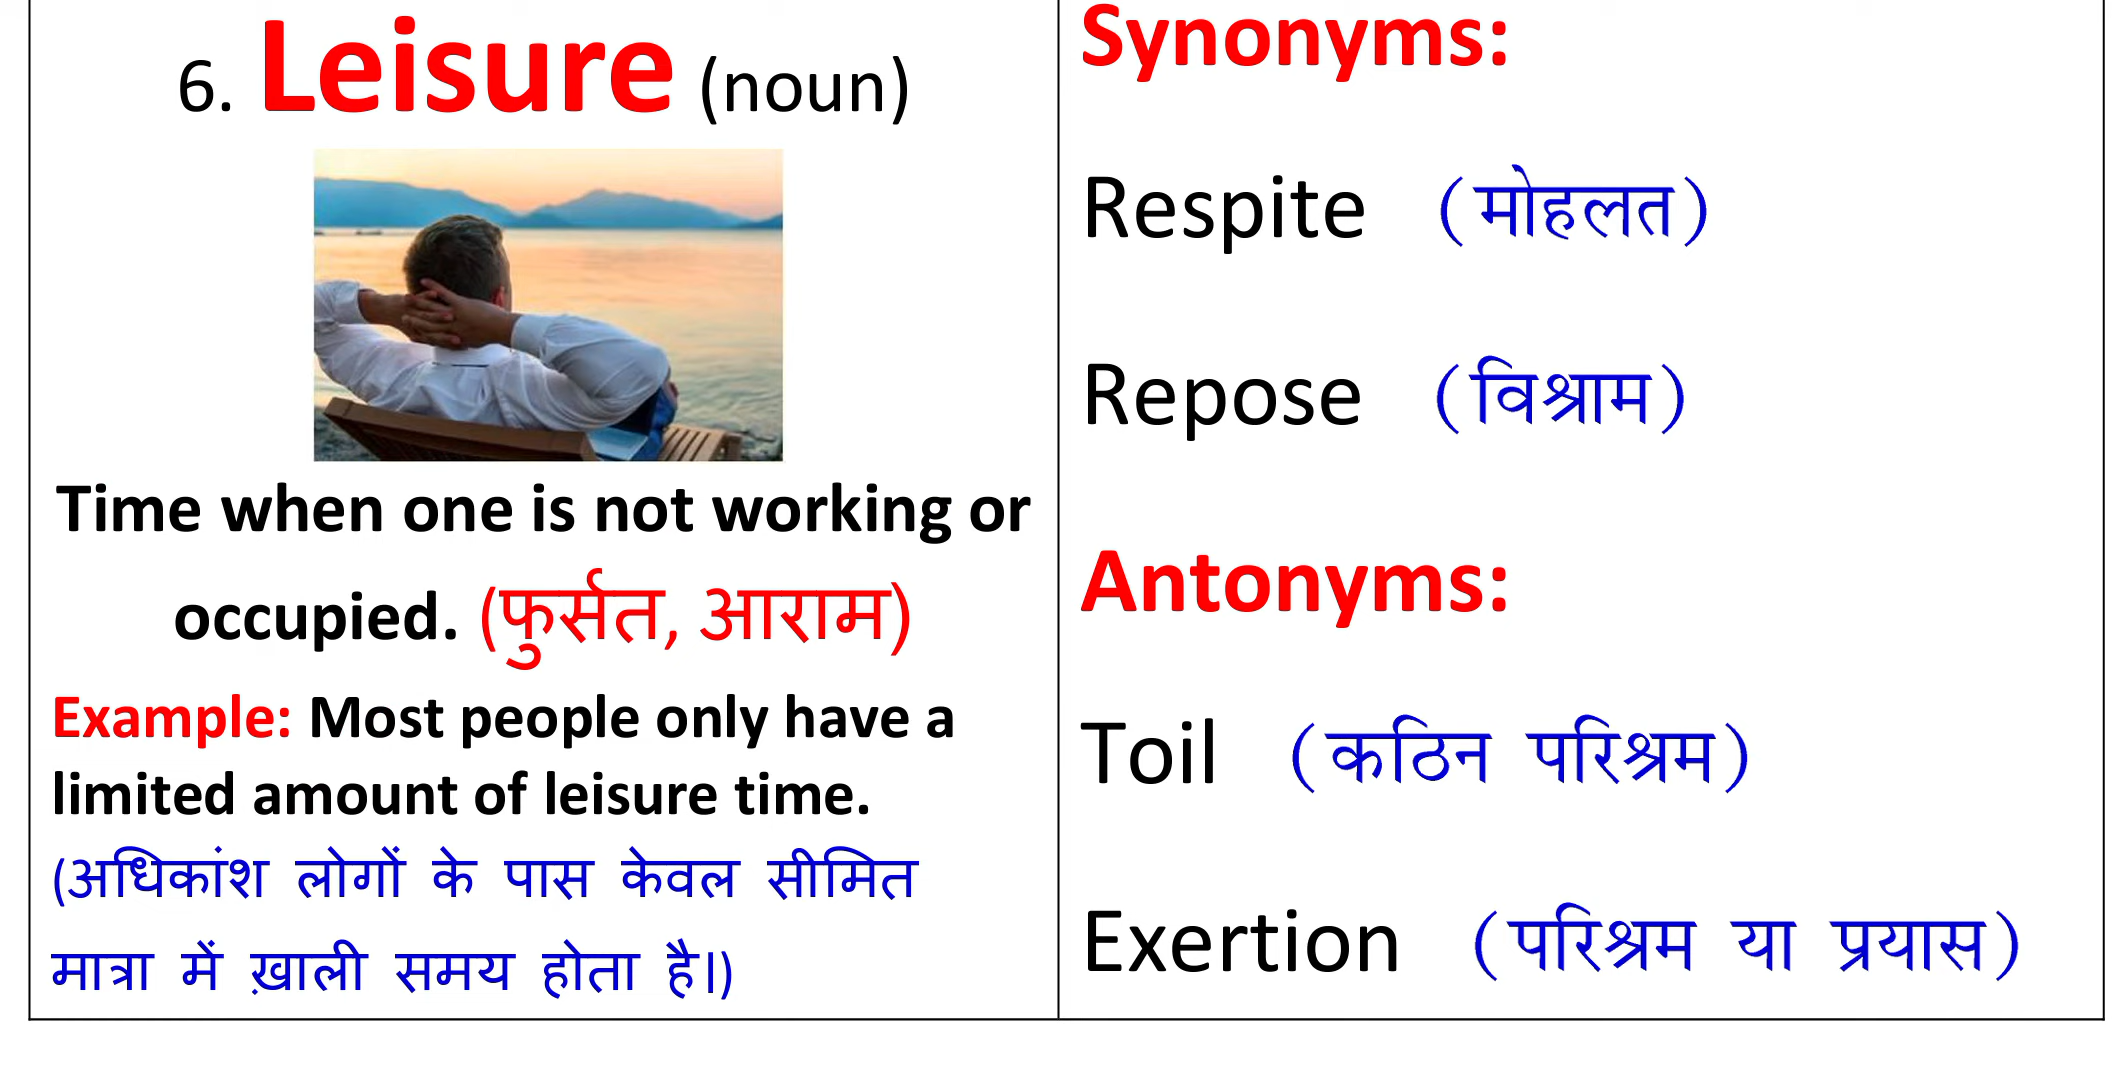 6. Leisure (noun)
Time when one is not working or
occupied. (फुर्सत, आराम)
Example: Most people only have a
limited amount of leisure time.
(अधिकांश लोगों के पास केवल सीमित
मात्रा में ख़ाली समय होता है।)
Synonyms:
Respite (मोहलत)
Repose (विश्राम)
Antonyms:
Toil (कठिन परिश्रम)
Exertion (परिश्रम या प्रयास)